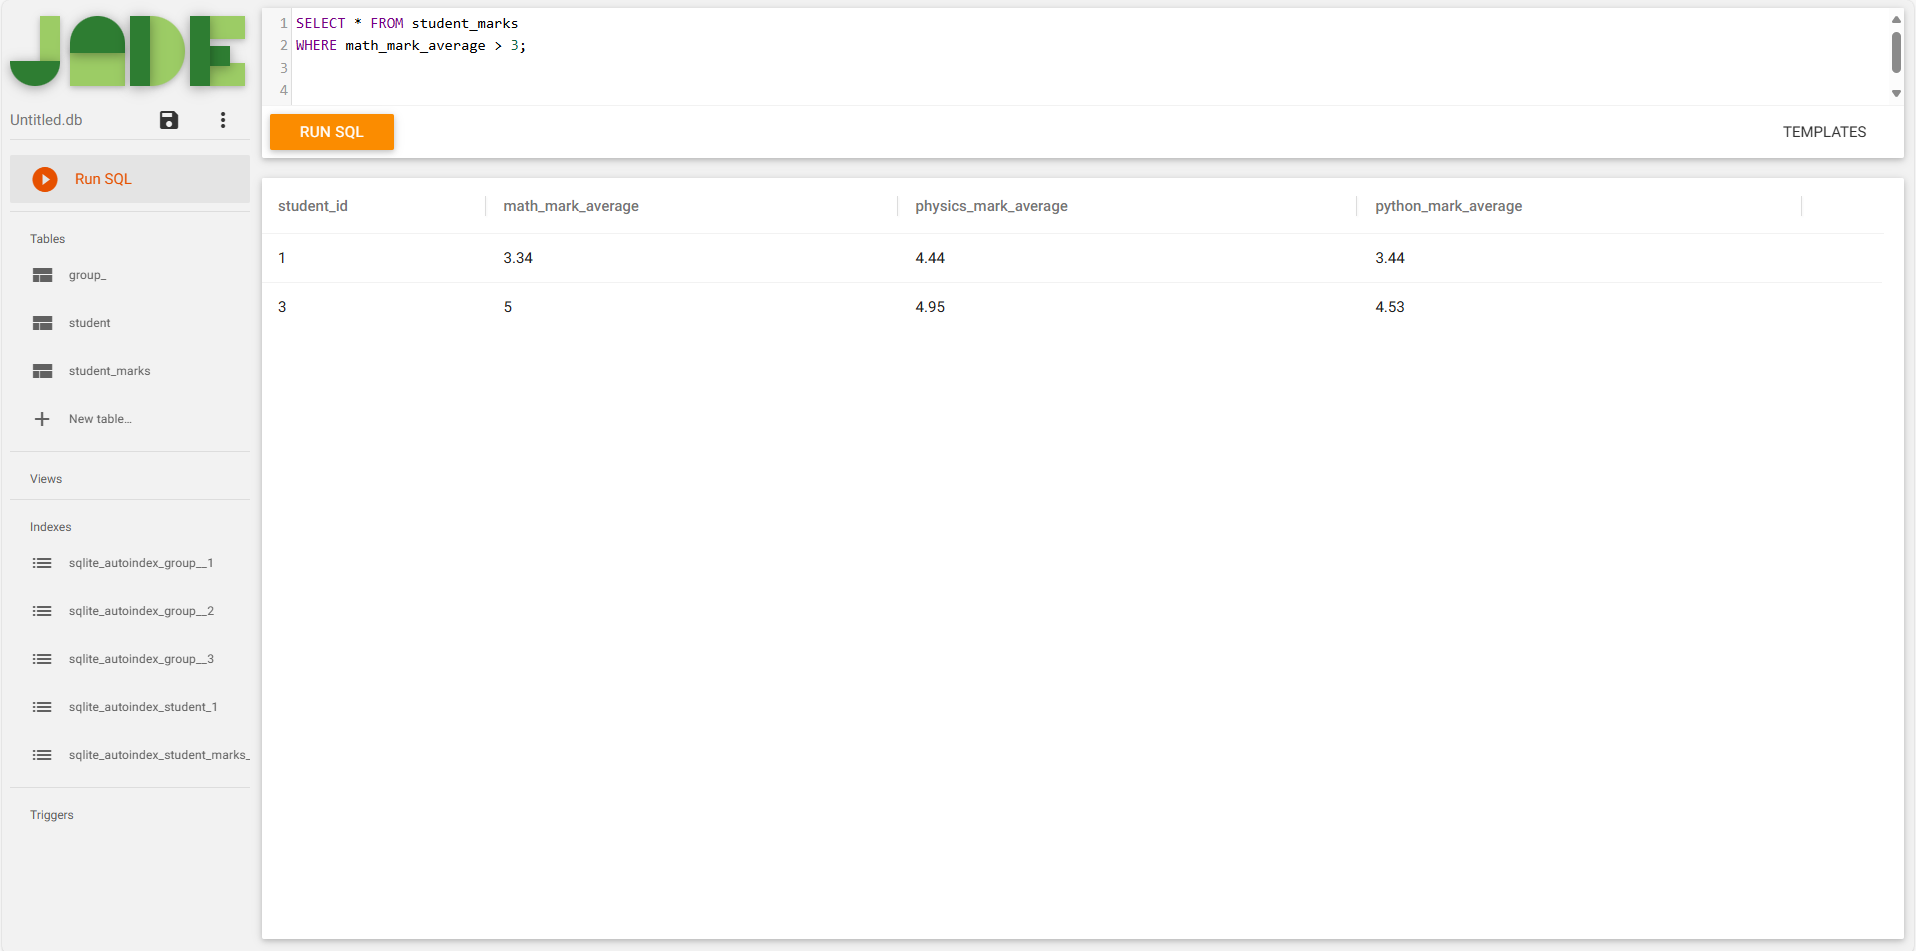 JADE
Untitled.db
Run SQL
Tables
group_
student
student_marks
New table...
Views
Indexes
sqlite_autoindex_group__1
sqlite_autoindex_group__2
sqlite_autoindex_group__3
sqlite_autoindex_student_1
sqlite_autoindex_student_marks_
Triggers
1 SELECT * FROM student_marks
2 WHERE math_mark_average > 3;
3
4
RUN SQL TEMPLATES
student_id math_mark_average physics_mark_average python_mark_average
1 3.34 4.44 3.44
3 5 4.95 4.53